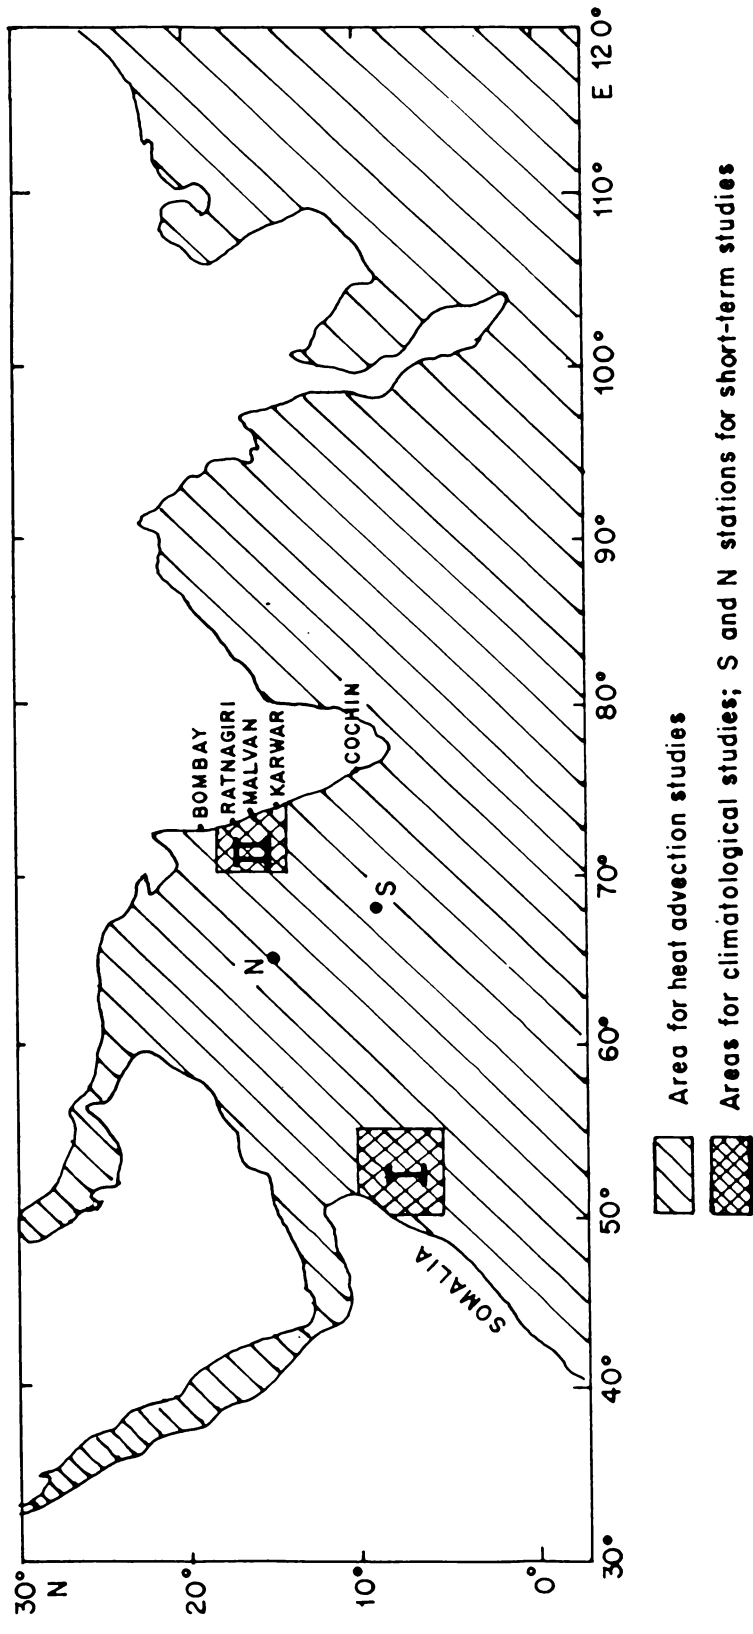 30°
N
20°
10°
0°
30°
40°
50°
60°
70°
80°
90°
100°
110°
E 120°
BOMBAY
RATNAGIRI
MALVAN
KARWAR
COCHIN
II
N
S
I
SOMALIA
Area for heat advection studies
Areas for climatological studies; S and N stations for short-term studies